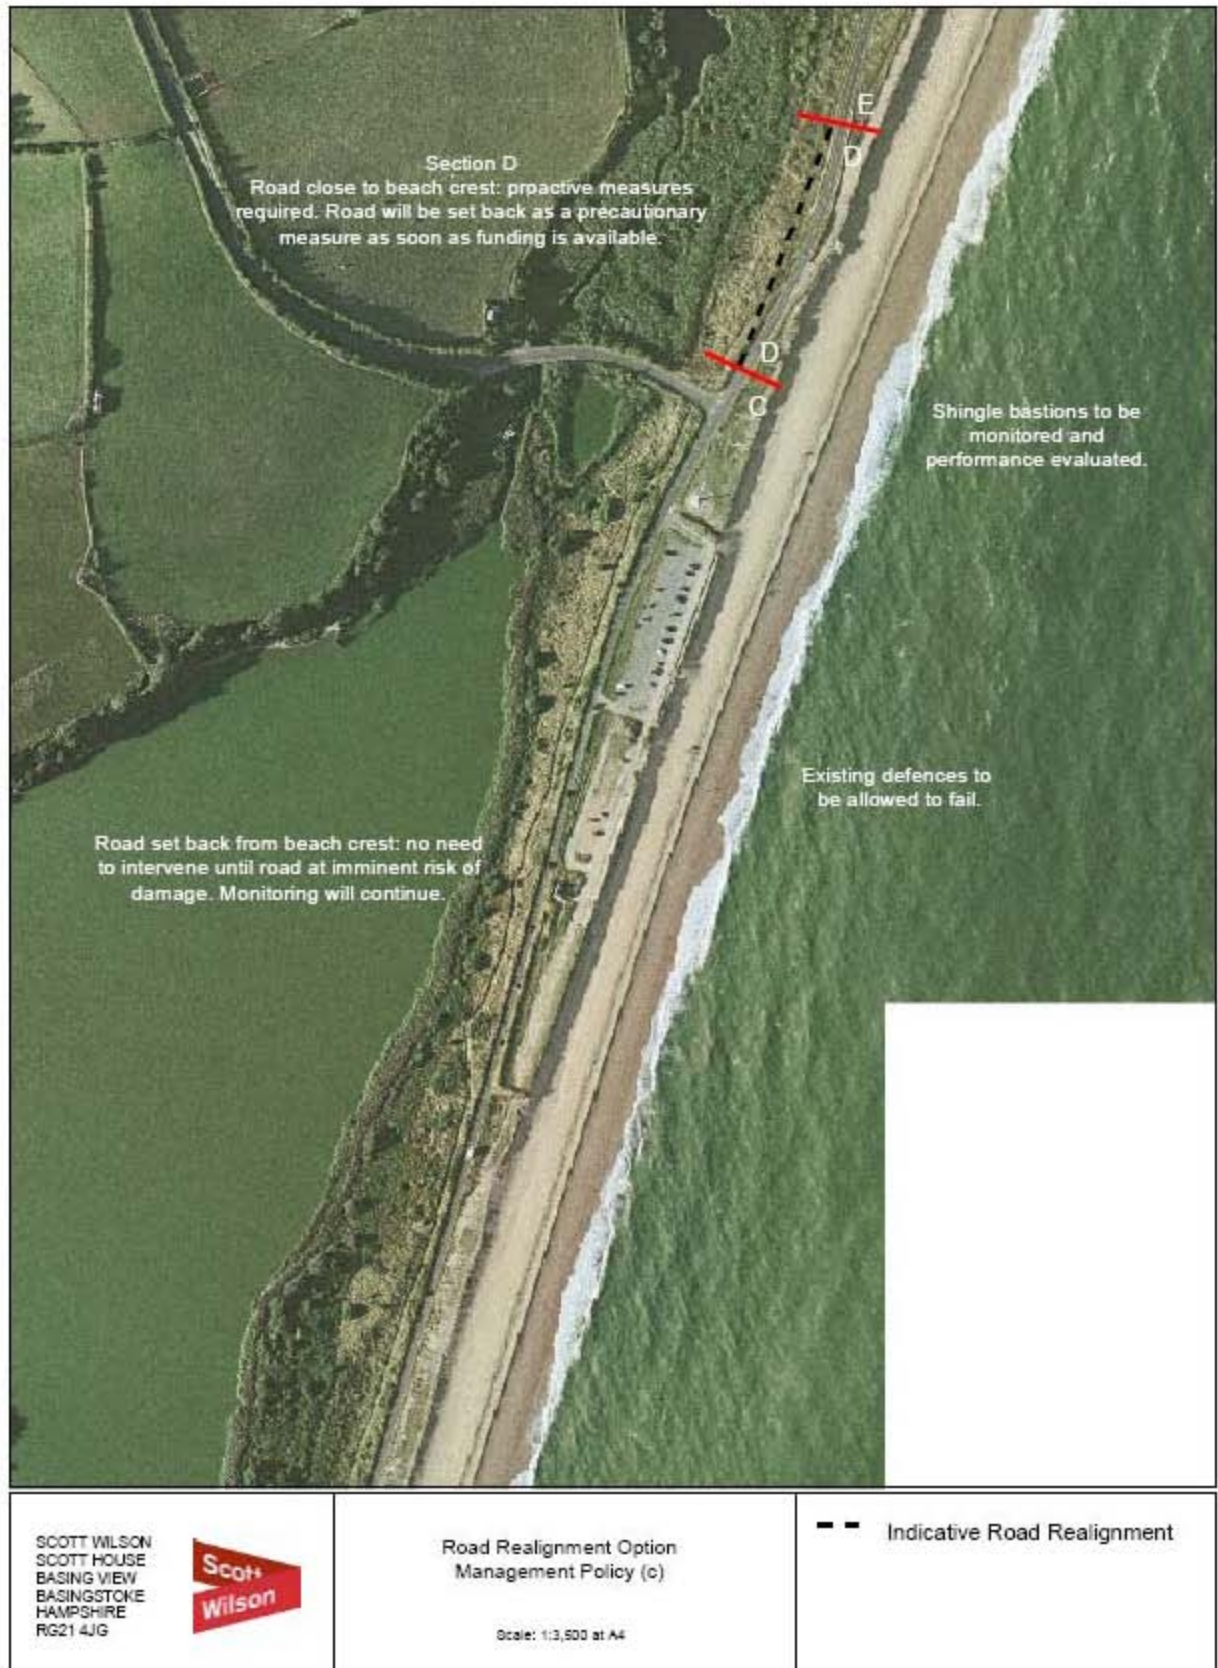 E
D
Section D
Road close to beach crest: proactive measures
required. Road will be set back as a precautionary
measure as soon as funding is available.
D
C
Shingle bastions to be
monitored and
performance evaluated.
Existing defences to
be allowed to fail.
Road set back from beach crest: no need
to intervene until road at imminent risk of
damage. Monitoring will continue.
SCOTT WILSON
SCOTT HOUSE
BASING VIEW
BASINGSTOKE
HAMPSHIRE
RG21 4JG
Scott
Wilson
Road Realignment Option
Management Policy (c)
Scale: 1:3,500 at A4
Indicative Road Realignment